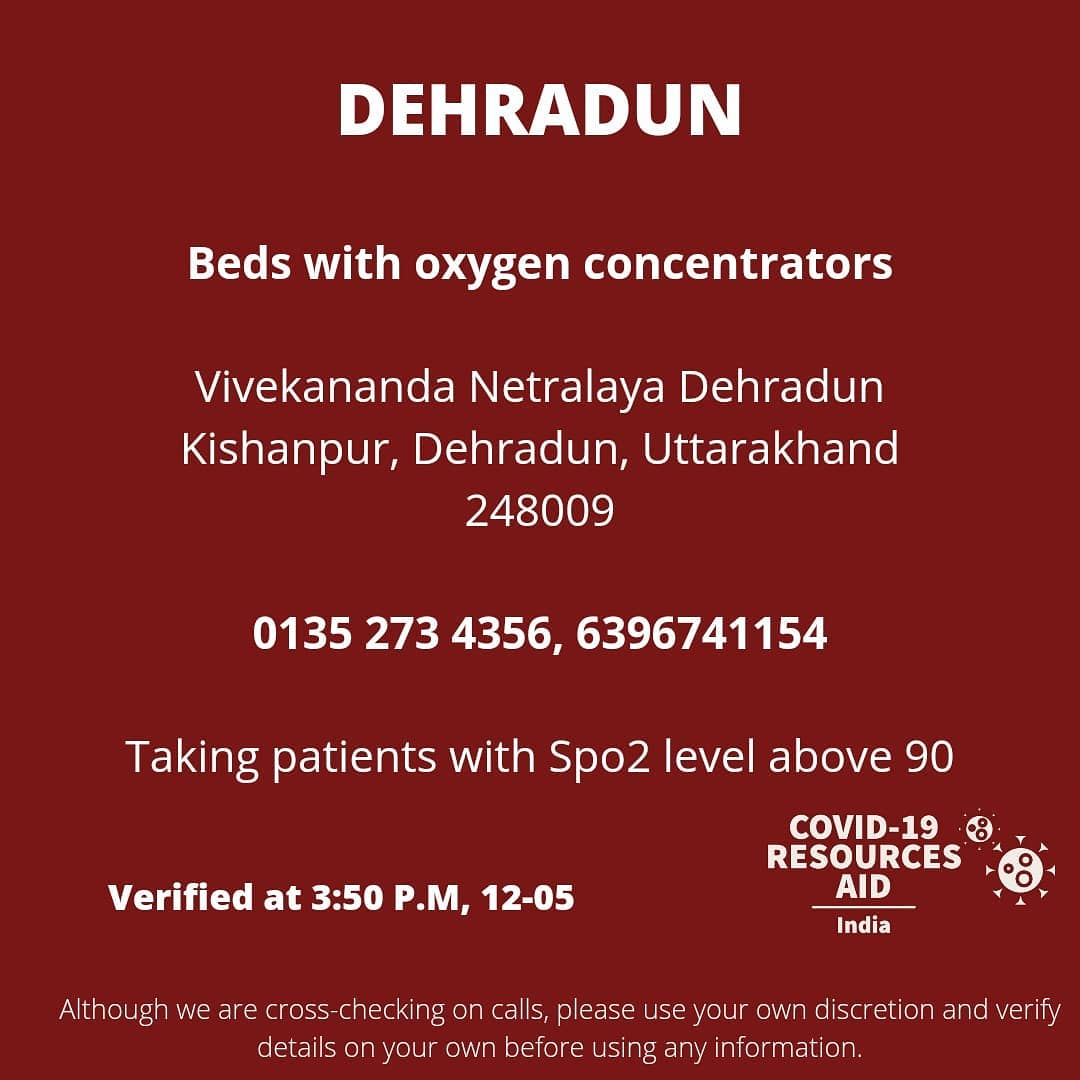 DEHRADUN
Beds with oxygen concentrators
Vivekananda Netralaya Dehradun
Kishanpur, Dehradun, Uttarakhand
248009
0135 273 4356, 6396741154
Taking patients with Spo2 level above 90
COVID-19
RESOURCES
AID
India
Verified at 3:50 P.M, 12-05
Although we are cross-checking on calls, please use your own discretion and verify
details on your own before using any information.